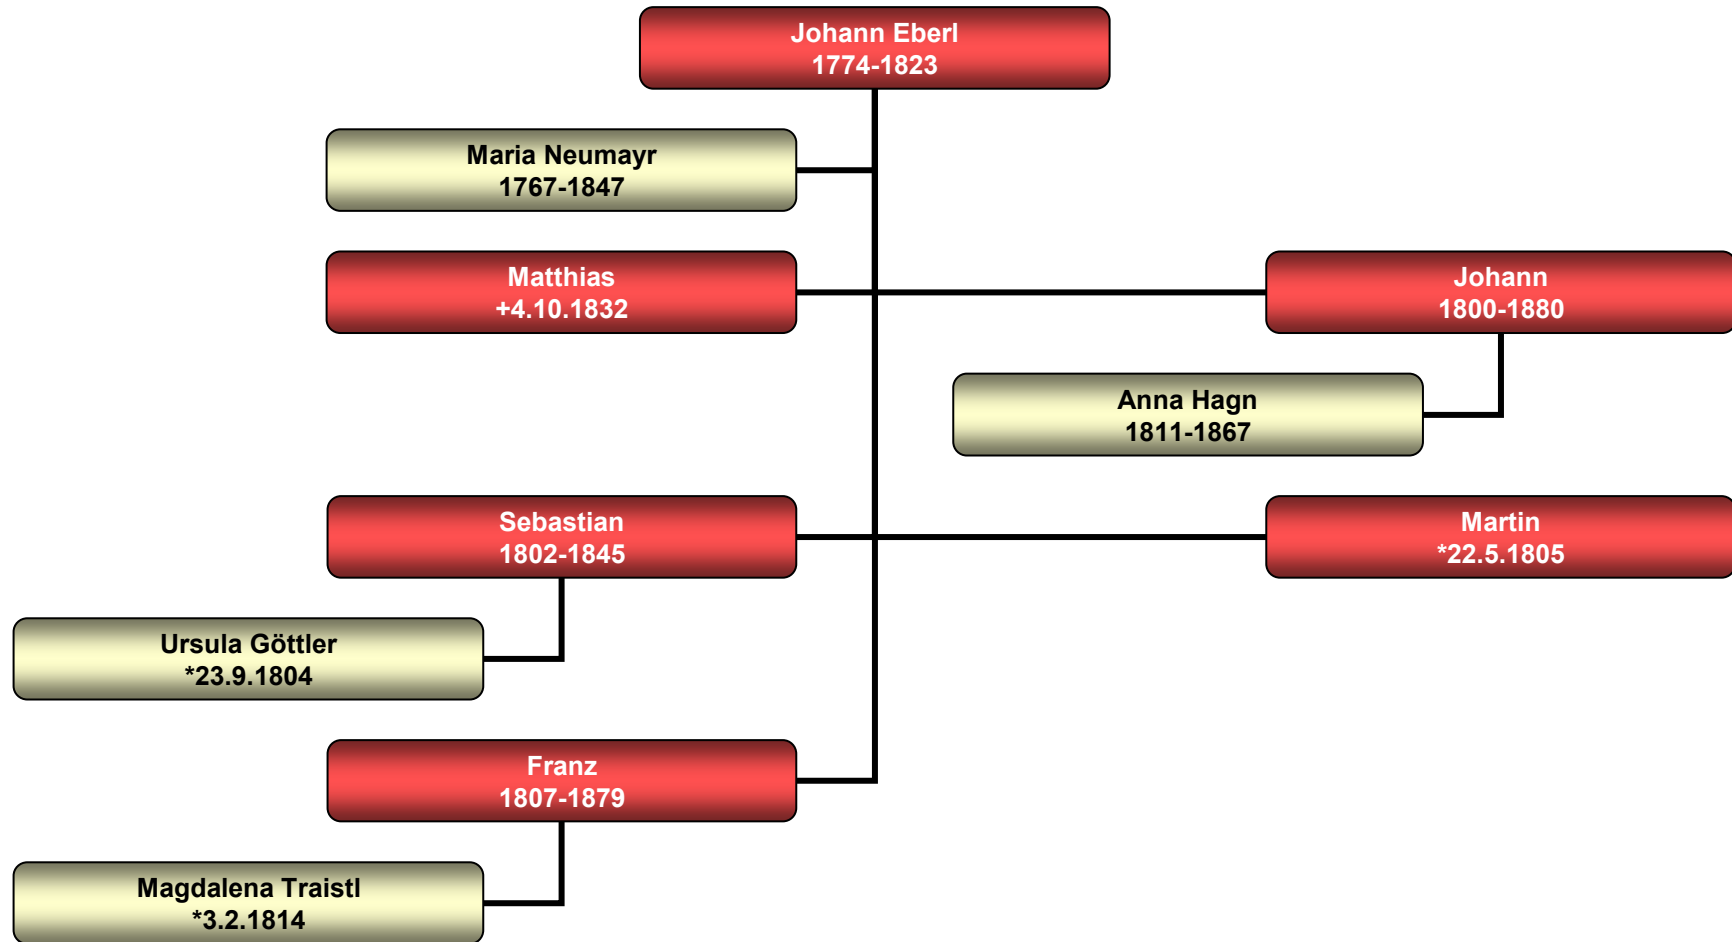 Johann Eberl
1774-1823
Maria Neumayr
1767-1847
Matthias
+4.10.1832
Johann
1800-1880
Anna Hagn
1811-1867
Sebastian
1802-1845
Martin
*22.5.1805
Ursula Göttler
*23.9.1804
Franz
1807-1879
Magdalena Traistl
*3.2.1814